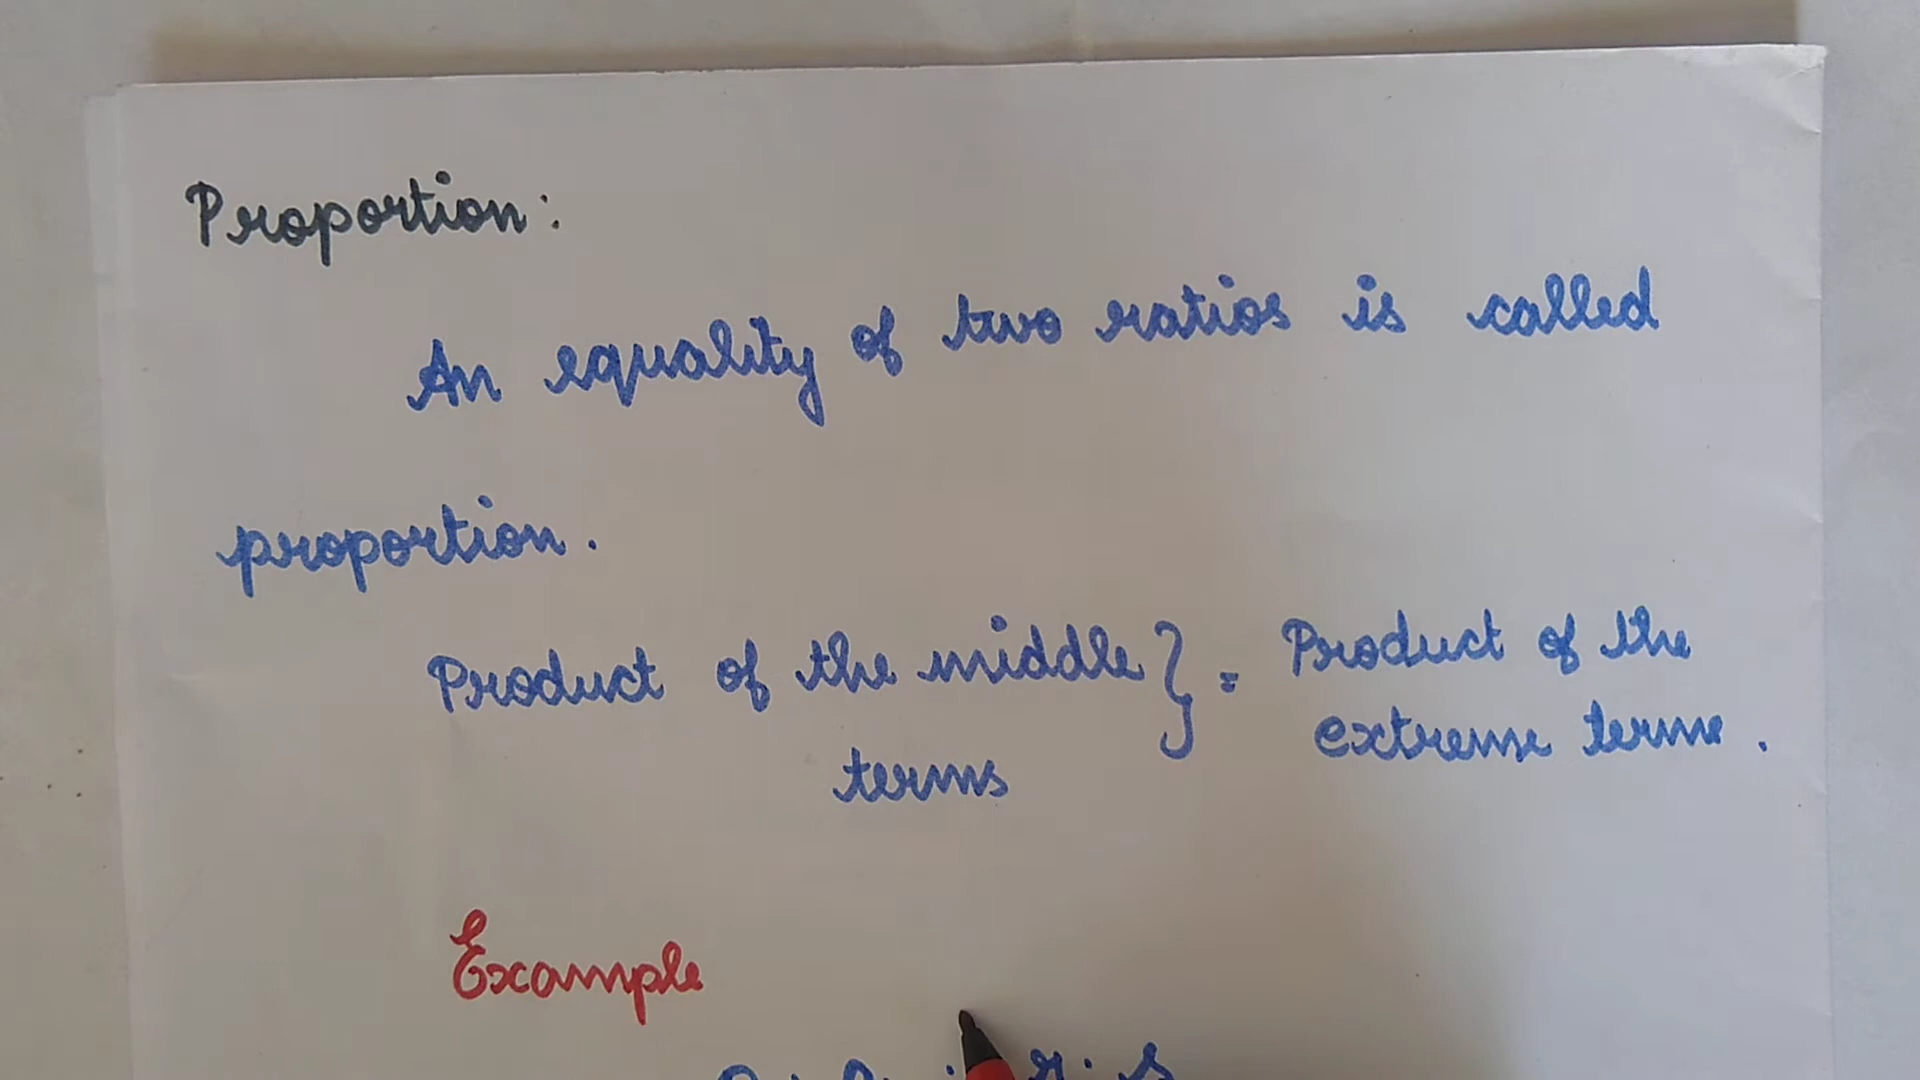 Proportion:
An equality of two ratios is called
proportion.
Product of the middle } = Product of the
terms extreme terms.
Example